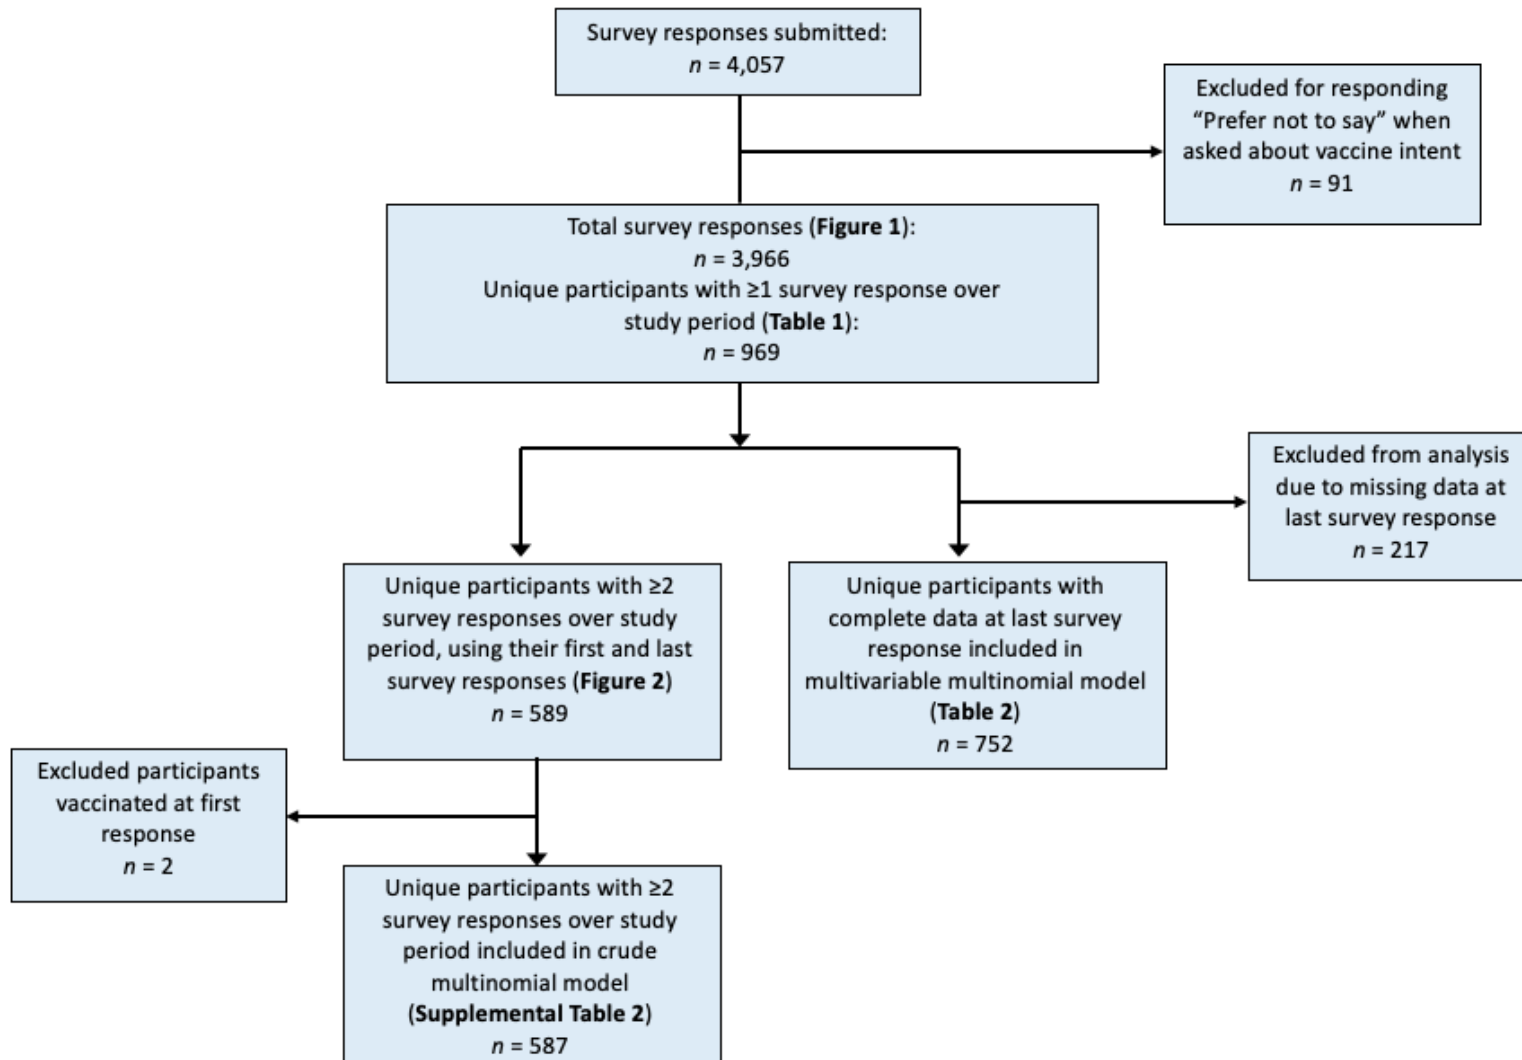 Survey responses submitted:
n = 4,057
Excluded for responding
“Prefer not to say” when
asked about vaccine intent
n = 91
Total survey responses (Figure 1):
n = 3,966
Unique participants with ≥1 survey response over
study period (Table 1):
n = 969
Excluded from analysis
due to missing data at
last survey response
n = 217
Unique participants with ≥2
survey responses over study
period, using their first and last
survey responses (Figure 2)
n = 589
Unique participants with
complete data at last survey
response included in
multivariable multinomial model
(Table 2)
n = 752
Excluded participants
vaccinated at first
response
n = 2
Unique participants with ≥2
survey responses over study
period included in crude
multinomial model
(Supplemental Table 2)
n = 587